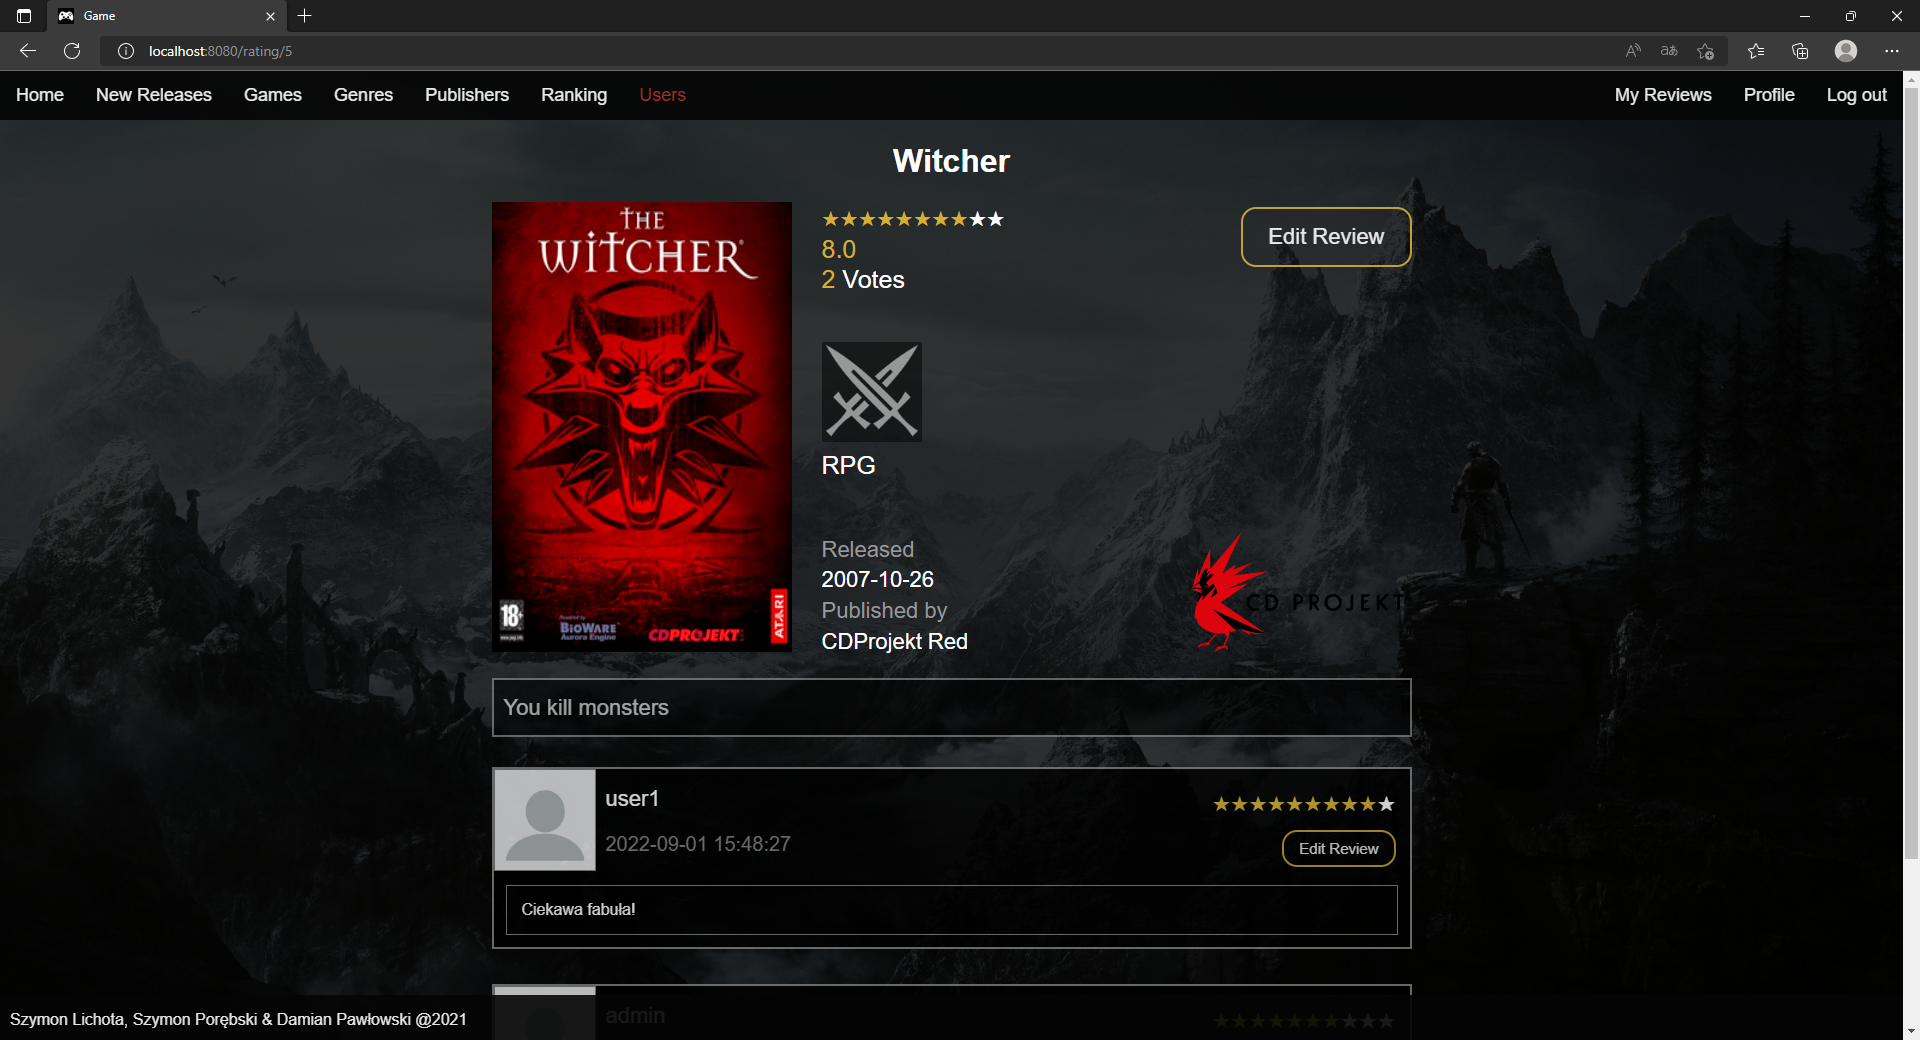 Game
localhost:8080/rating/5
Home New Releases Games Genres Publishers Ranking Users My Reviews Profile Log out
Witcher
THE
WITCHER
18+
Powered by
BIOWARE
Aurora Engine
CDPROJEKT
ATARI
8.0
2 Votes
Edit Review
RPG
Released
2007-10-26
Published by
CDProjekt Red
CD PROJEKT
You kill monsters
user1
2022-09-01 15:48:27
Edit Review
Ciekawa fabuła!
admin
Szymon Lichota, Szymon Porębski & Damian Pawłowski @2021